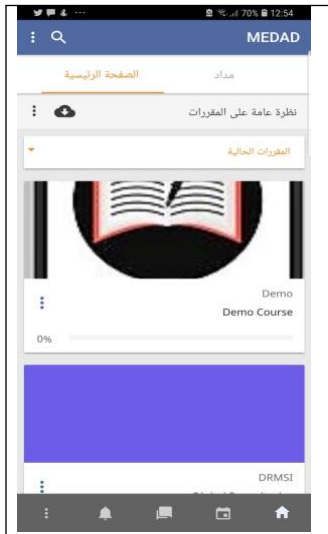 70% 12:54
MEDAD
مداد
الصفحة الرئيسية
نظرة عامة على المقررات
المقررات الحالية
Demo
Demo Course
0%
DRMSI